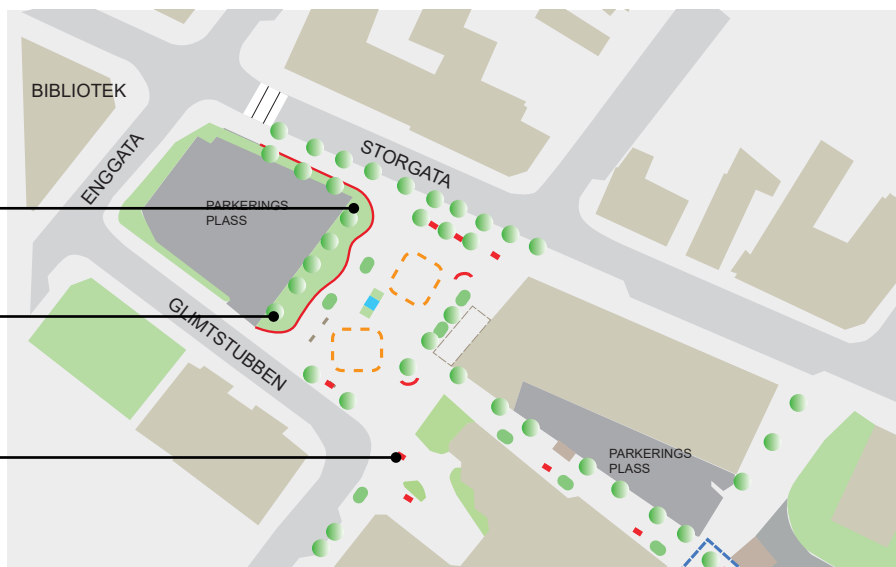 BIBLIOTEK
ENGGATA
STORGATA
PARKERINGS
PLASS
GLIMTSTUBBEN
PARKERINGS
PLASS